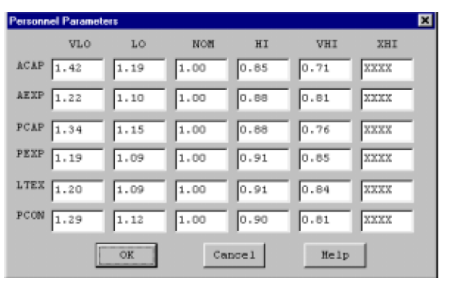 Personnel Parameters
VLO LO NOM HI VHI XHI
ACAP 1.42 1.19 1.00 0.85 0.71 XXXX
AEXP 1.22 1.10 1.00 0.88 0.81 XXXX
PCAP 1.34 1.15 1.00 0.88 0.76 XXXX
PEXP 1.19 1.09 1.00 0.91 0.85 XXXX
LTEX 1.20 1.09 1.00 0.91 0.84 XXXX
PCON 1.29 1.12 1.00 0.90 0.81 XXXX
OK Cancel Help